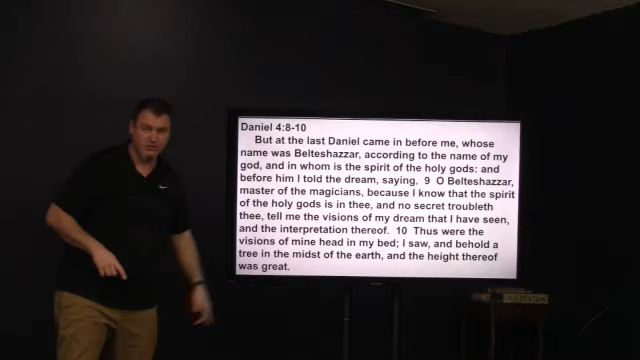 Daniel 4:8-10
But at the last Daniel came in before me, whose
name was Belteshazzar, according to the name of my
god, and in whom is the spirit of the holy gods: and
before him I told the dream, saying,  9  O Belteshazzar,
master of the magicians, because I know that the spirit
of the holy gods is in thee, and no secret troubleth
thee, tell me the visions of my dream that I have seen,
and the interpretation thereof.  10  Thus were the
visions of mine head in my bed; I saw, and behold a
tree in the midst of the earth, and the height thereof
was great.